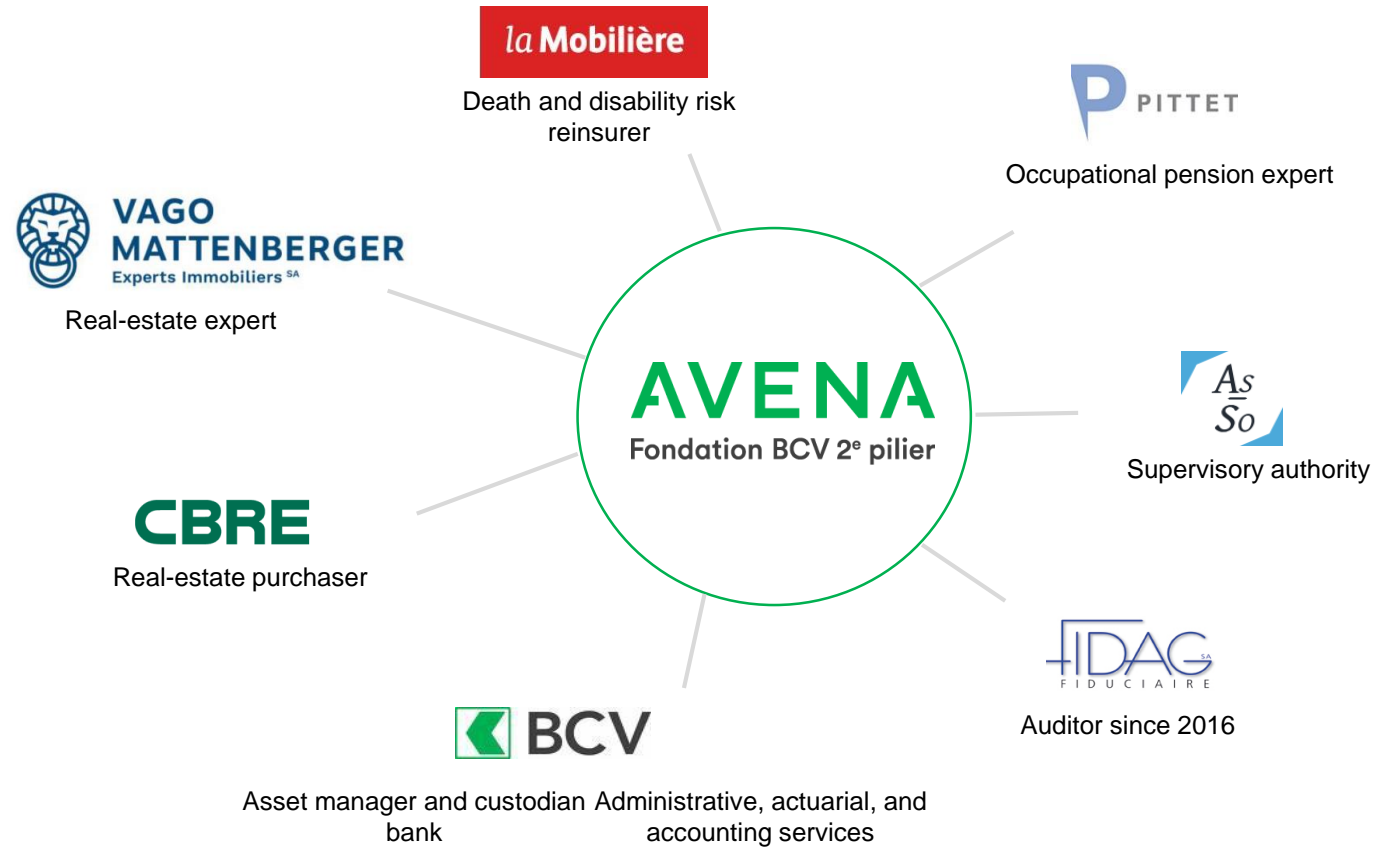 la Mobilière
Death and disability risk
reinsurer
P PITTET
Occupational pension expert
VAGO
MATTENBERGER
Experts Immobiliers SA
Real-estate expert
AVENA
Fondation BCV 2e pilier
As
So
Supervisory authority
CBRE
Real-estate purchaser
FIDAG SA
FIDUCIAIRE
Auditor since 2016
BCV
Asset manager and custodian
bank
Administrative, actuarial, and
accounting services